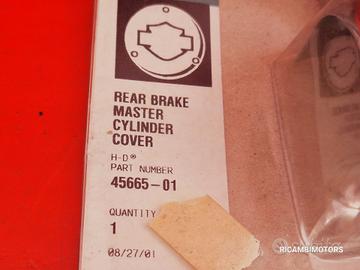 REAR BRAKE
MASTER
CYLINDER
COVER
H-D®
PART NUMBER
45665-01
QUANTITY
1
08/27/01
RICAMBIMOTORS